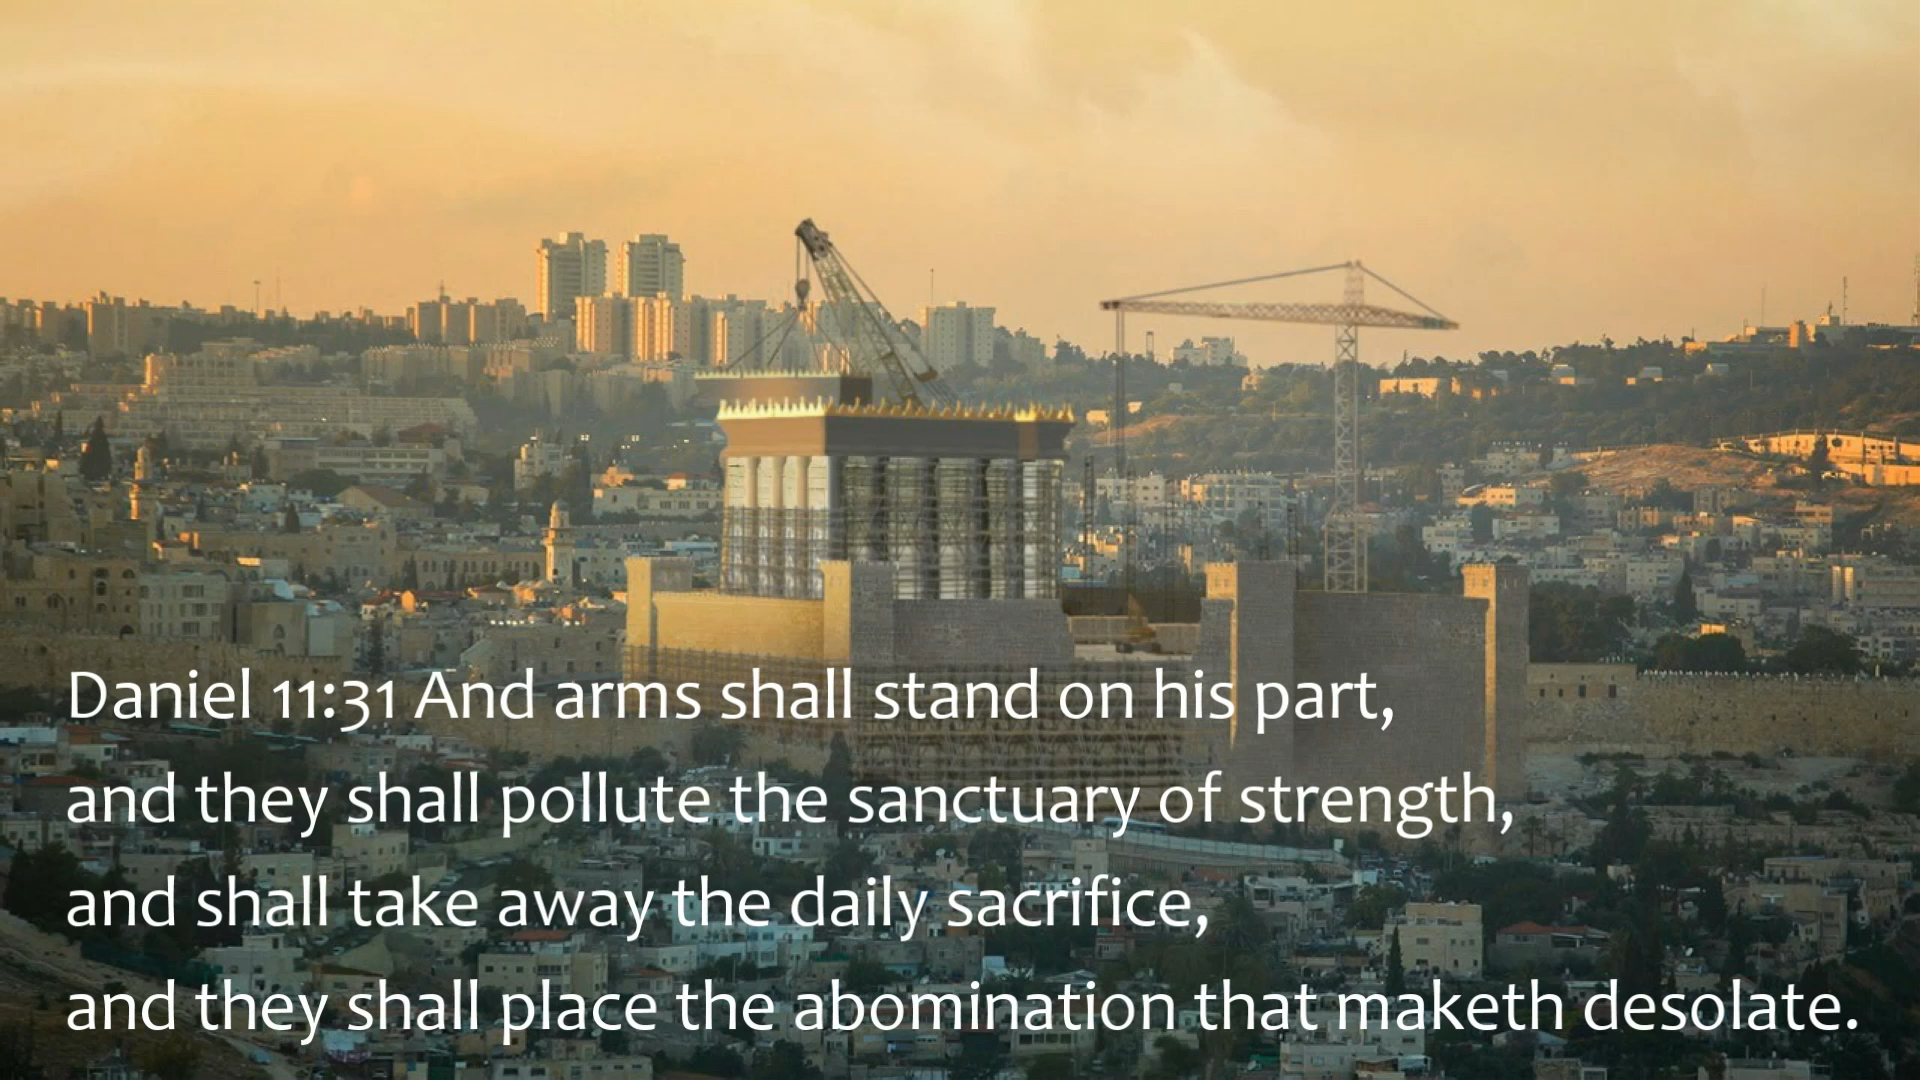 Daniel 11:31 And arms shall stand on his part,
and they shall pollute the sanctuary of strength,
and shall take away the daily sacrifice,
and they shall place the abomination that maketh desolate.